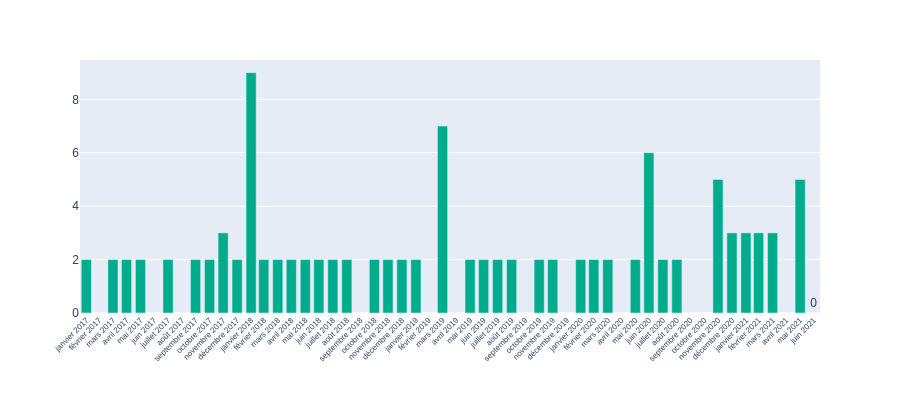 8
6
4
2
0
0
janvier 2017
février 2017
mars 2017
avril 2017
mai 2017
juin 2017
juillet 2017
août 2017
septembre 2017
octobre 2017
novembre 2017
décembre 2017
janvier 2018
février 2018
mars 2018
avril 2018
mai 2018
juin 2018
juillet 2018
août 2018
septembre 2018
octobre 2018
novembre 2018
décembre 2018
janvier 2019
février 2019
mars 2019
avril 2019
mai 2019
juin 2019
juillet 2019
août 2019
septembre 2019
octobre 2019
novembre 2019
décembre 2019
janvier 2020
février 2020
mars 2020
avril 2020
mai 2020
juin 2020
juillet 2020
août 2020
septembre 2020
octobre 2020
novembre 2020
décembre 2020
janvier 2021
février 2021
mars 2021
avril 2021
mai 2021
juin 2021